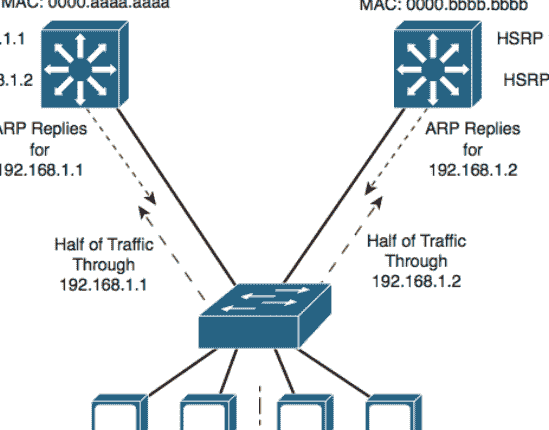 MAC: 0000.aaaa.aaaa
MAC: 0000.bbbb.bbbb
.1.1
HSRP
3.1.2
HSRP
ARP Replies
for
192.168.1.1
ARP Replies
for
192.168.1.2
Half of Traffic
Through
192.168.1.1
Half of Traffic
Through
192.168.1.2